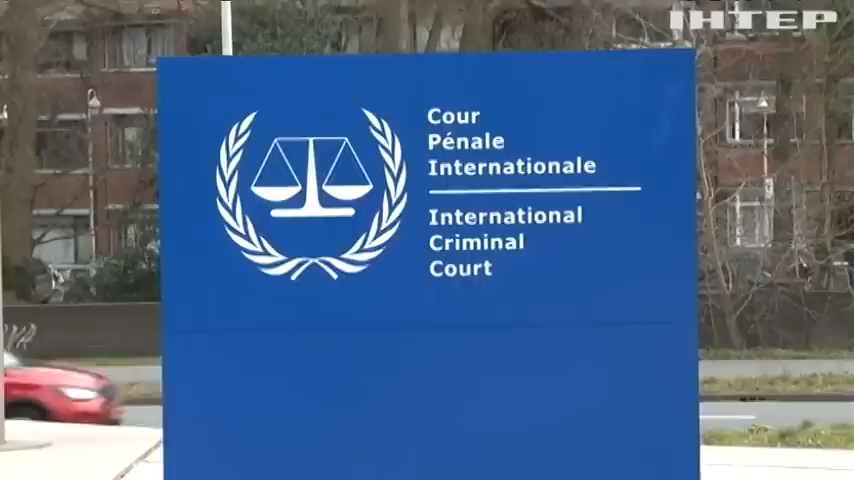 ІНТЕР
Cour
Pénale
Internationale
International
Criminal
Court